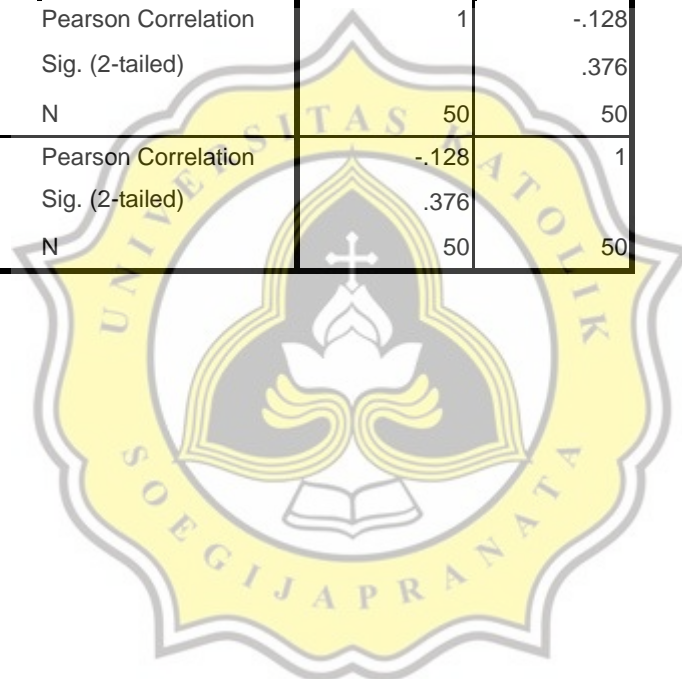 Pearson Correlation 1 -.128
Sig. (2-tailed) .376
N 50 50
Pearson Correlation -.128 1
Sig. (2-tailed) .376
N 50 50
UNIVERSITAS KATOLIK
SOEGIJAPRANATA